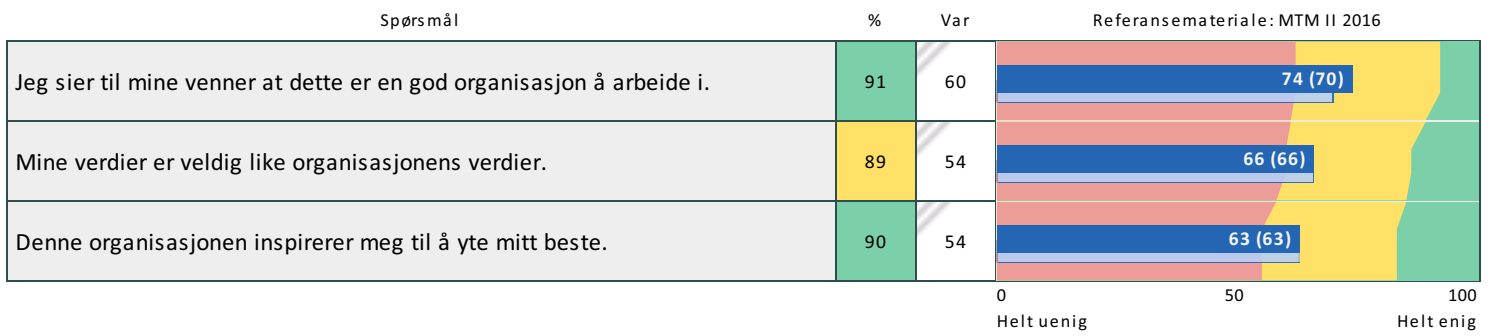 Spørsmål % Var Referansemateriale: MTM II 2016
Jeg sier til mine venner at dette er en god organisasjon å arbeide i. 91 60 74 (70)
Mine verdier er veldig like organisasjonens verdier. 89 54 66 (66)
Denne organisasjonen inspirerer meg til å yte mitt beste. 90 54 63 (63)
0 50 100
Helt uenig Helt enig